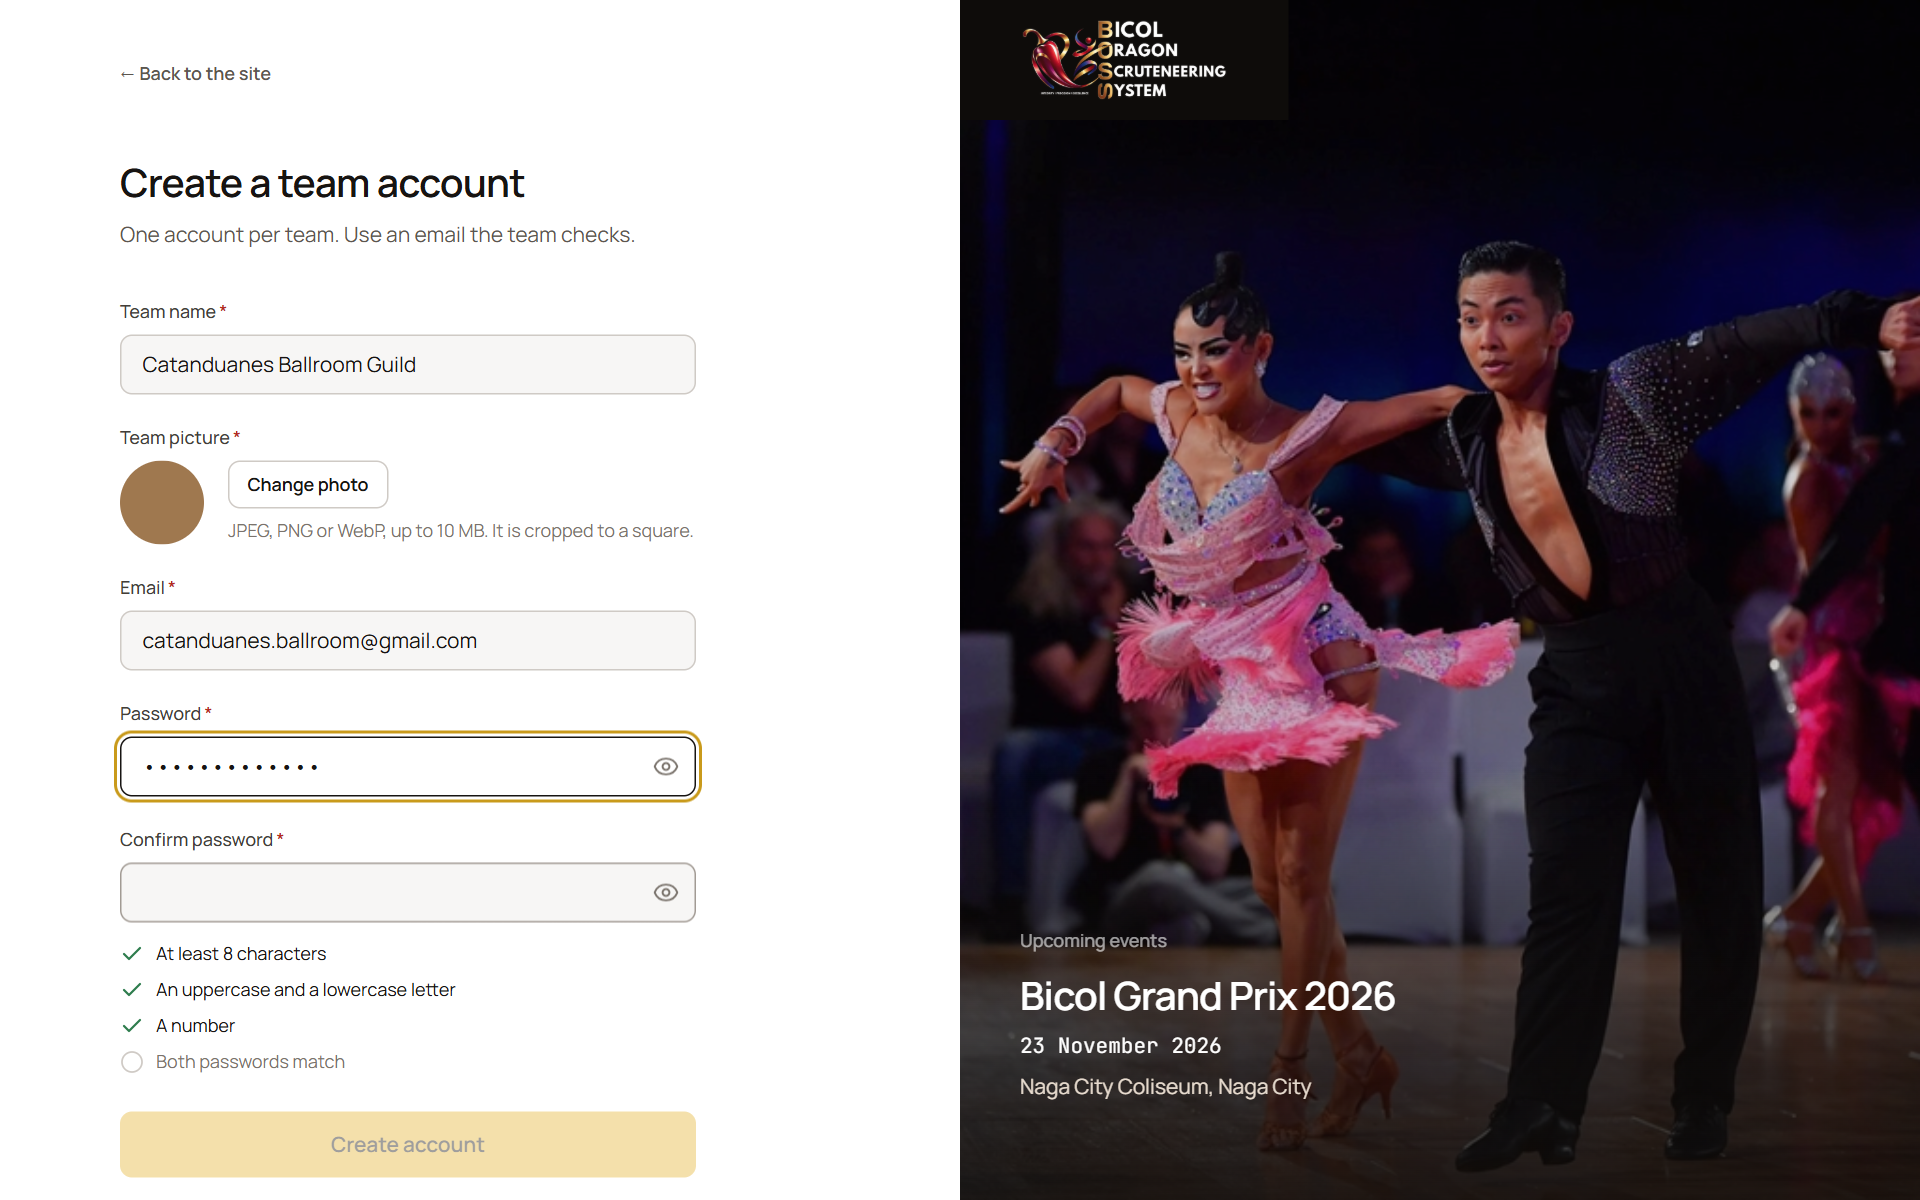 ← Back to the site
Create a team account
One account per team. Use an email the team checks.
Team name *
Catanduanes Ballroom Guild
Team picture *
Change photo
JPEG, PNG or WebP, up to 10 MB. It is cropped to a square.
Email *
catanduanes.ballroom@gmail.com
Password *
•••••••••••••
Confirm password *
At least 8 characters
An uppercase and a lowercase letter
A number
Both passwords match
Create account
BICOL
DRAGON
SCRUTENEERING
SYSTEM
Upcoming events
Bicol Grand Prix 2026
23 November 2026
Naga City Coliseum, Naga City